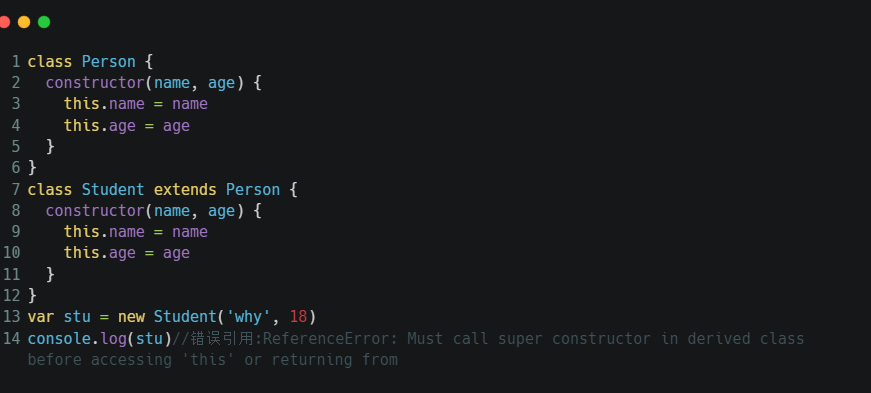 1 class Person {
2   constructor(name, age) {
3     this.name = name
4     this.age = age
5   }
6 }
7 class Student extends Person {
8   constructor(name, age) {
9     this.name = name
10     this.age = age
11   }
12 }
13 var stu = new Student('why', 18)
14 console.log(stu)//错误引用:ReferenceError: Must call super constructor in derived class
before accessing 'this' or returning from